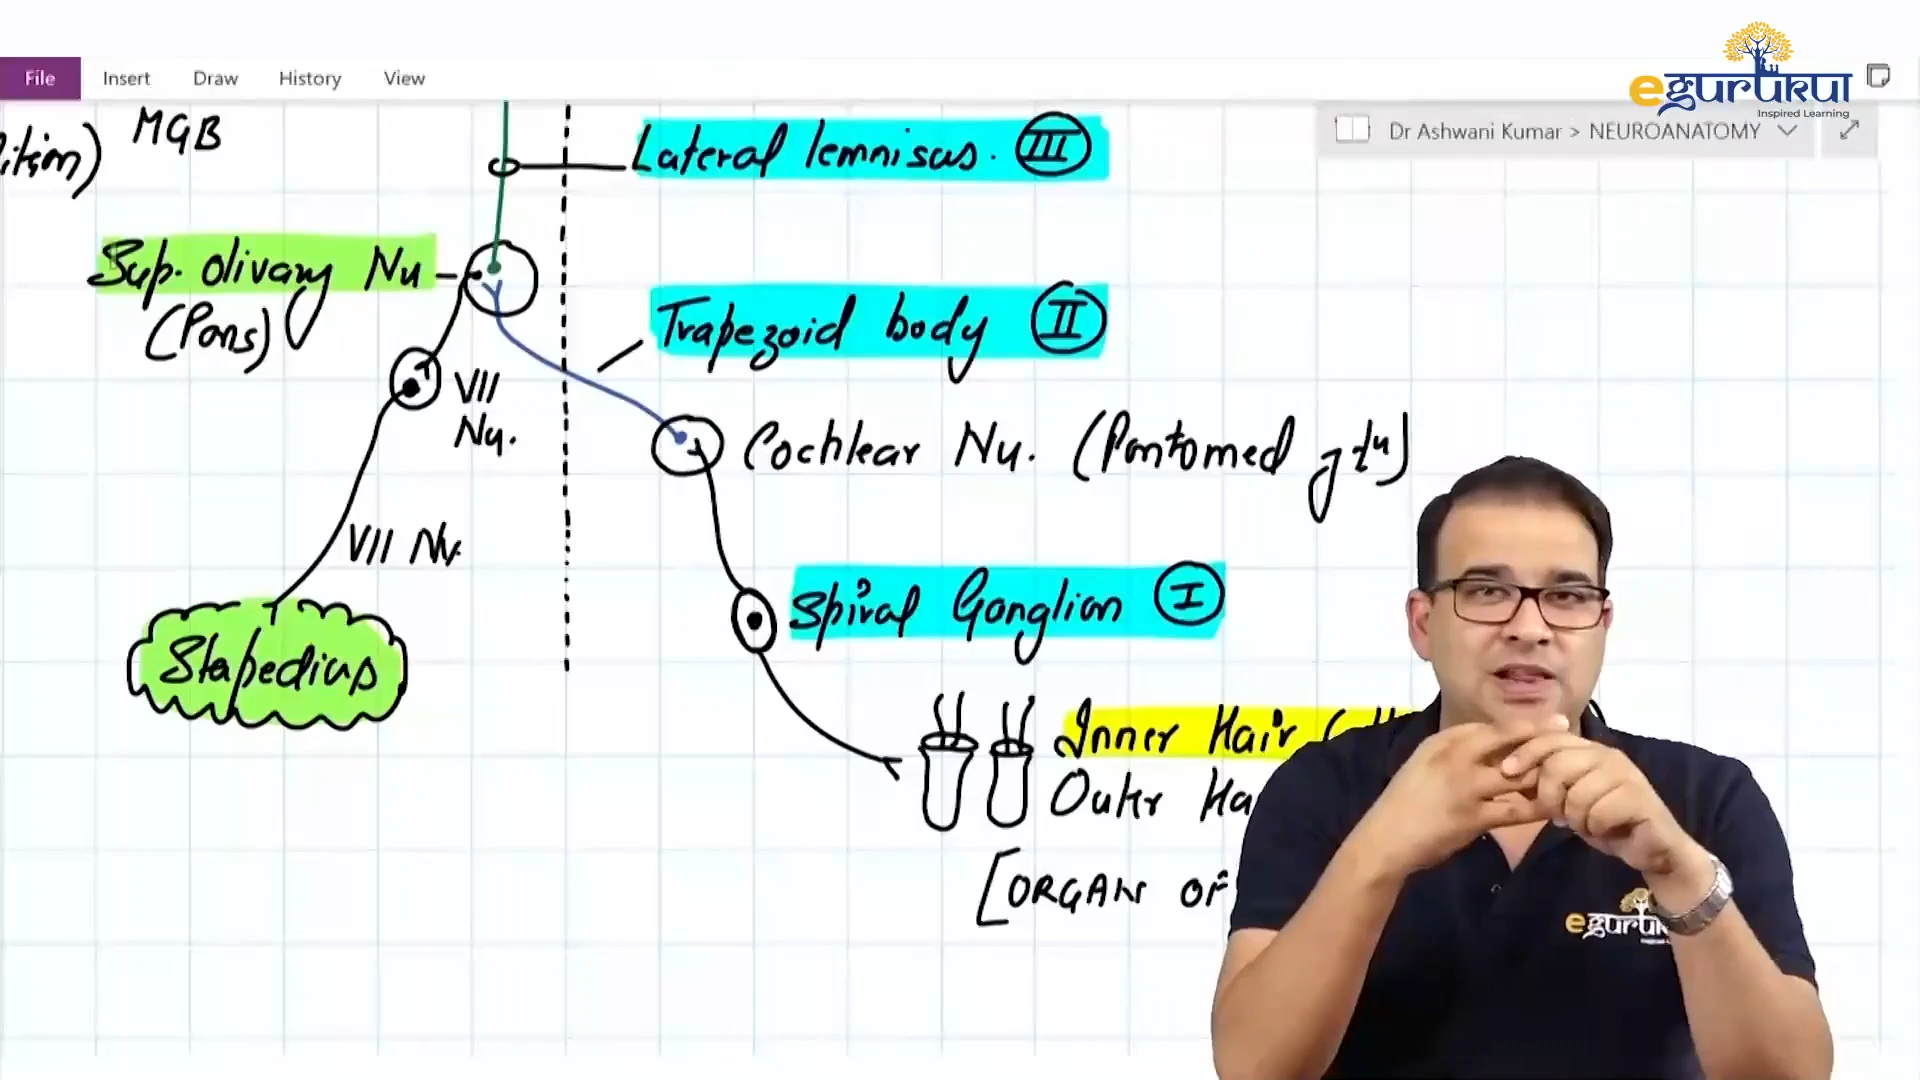 egurukul
Inspired Learning
File Insert Draw History View
Dr Ashwani Kumar > NEUROANATOMY
MGB
Lateral lemniscus. III
Sup. olivary Nu
(Pons)
Trapezoid body II
VII
Nu.
Cochlear Nu. (Pontomed jtn)
VII Nv.
Spiral Ganglion I
Stapedius
Inner Hair
Outer
[ORGAN OF